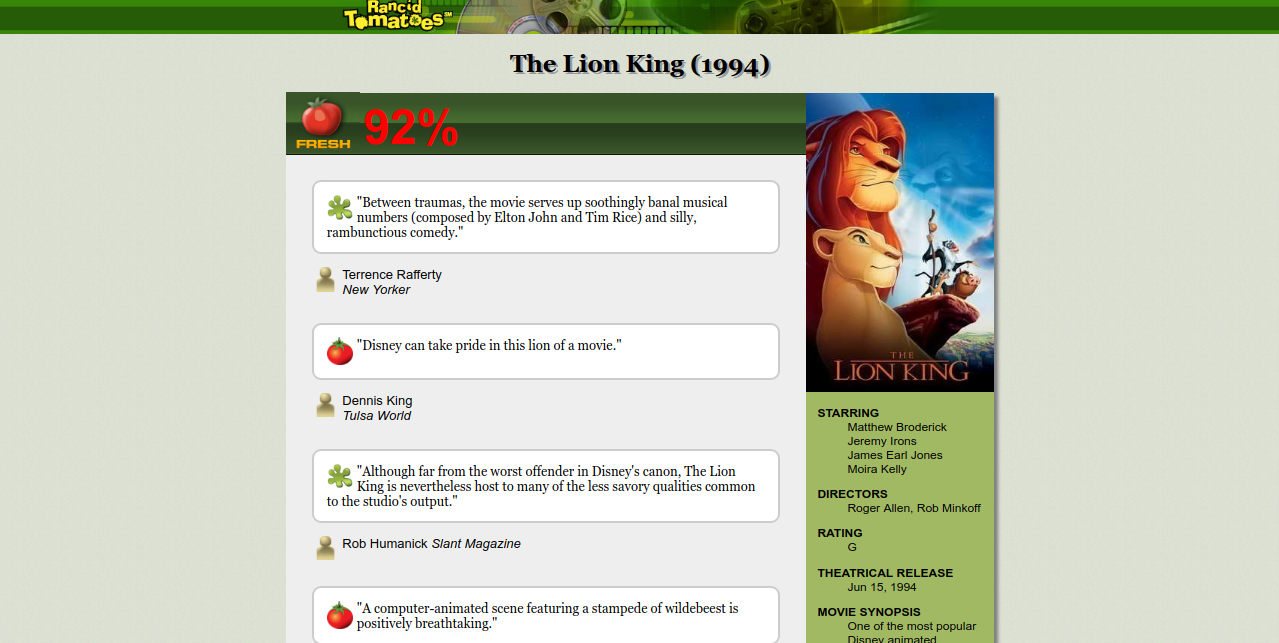 Rancid
Tomatoes SM
The Lion King (1994)
FRESH
92%
"Between traumas, the movie serves up soothingly banal musical
numbers (composed by Elton John and Tim Rice) and silly,
rambunctious comedy."
Terrence Rafferty
New Yorker
"Disney can take pride in this lion of a movie."
Dennis King
Tulsa World
"Although far from the worst offender in Disney's canon, The Lion
King is nevertheless host to many of the less savory qualities common
to the studio's output."
Rob Humanick Slant Magazine
"A computer-animated scene featuring a stampede of wildebeest is
positively breathtaking."
THE
LION KING
STARRING
Matthew Broderick
Jeremy Irons
James Earl Jones
Moira Kelly
DIRECTORS
Roger Allen, Rob Minkoff
RATING
G
THEATRICAL RELEASE
Jun 15, 1994
MOVIE SYNOPSIS
One of the most popular
Disney animated